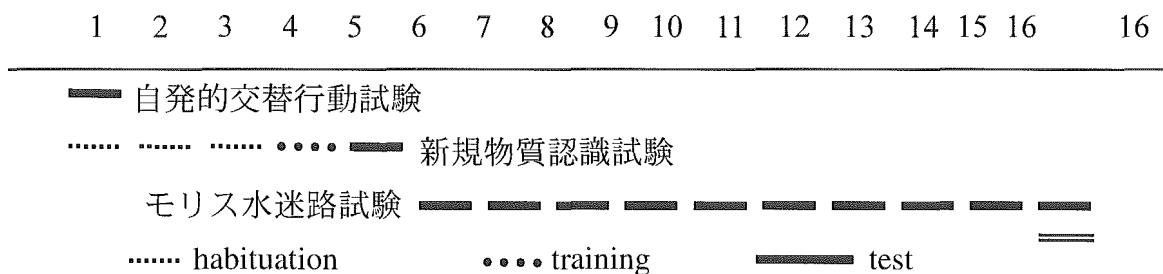 1 2 3 4 5 6 7 8 9 10 11 12 13 14 15 16 16
自発的交替行動試験
新規物質認識試験
モリス水迷路試験
habituation training test